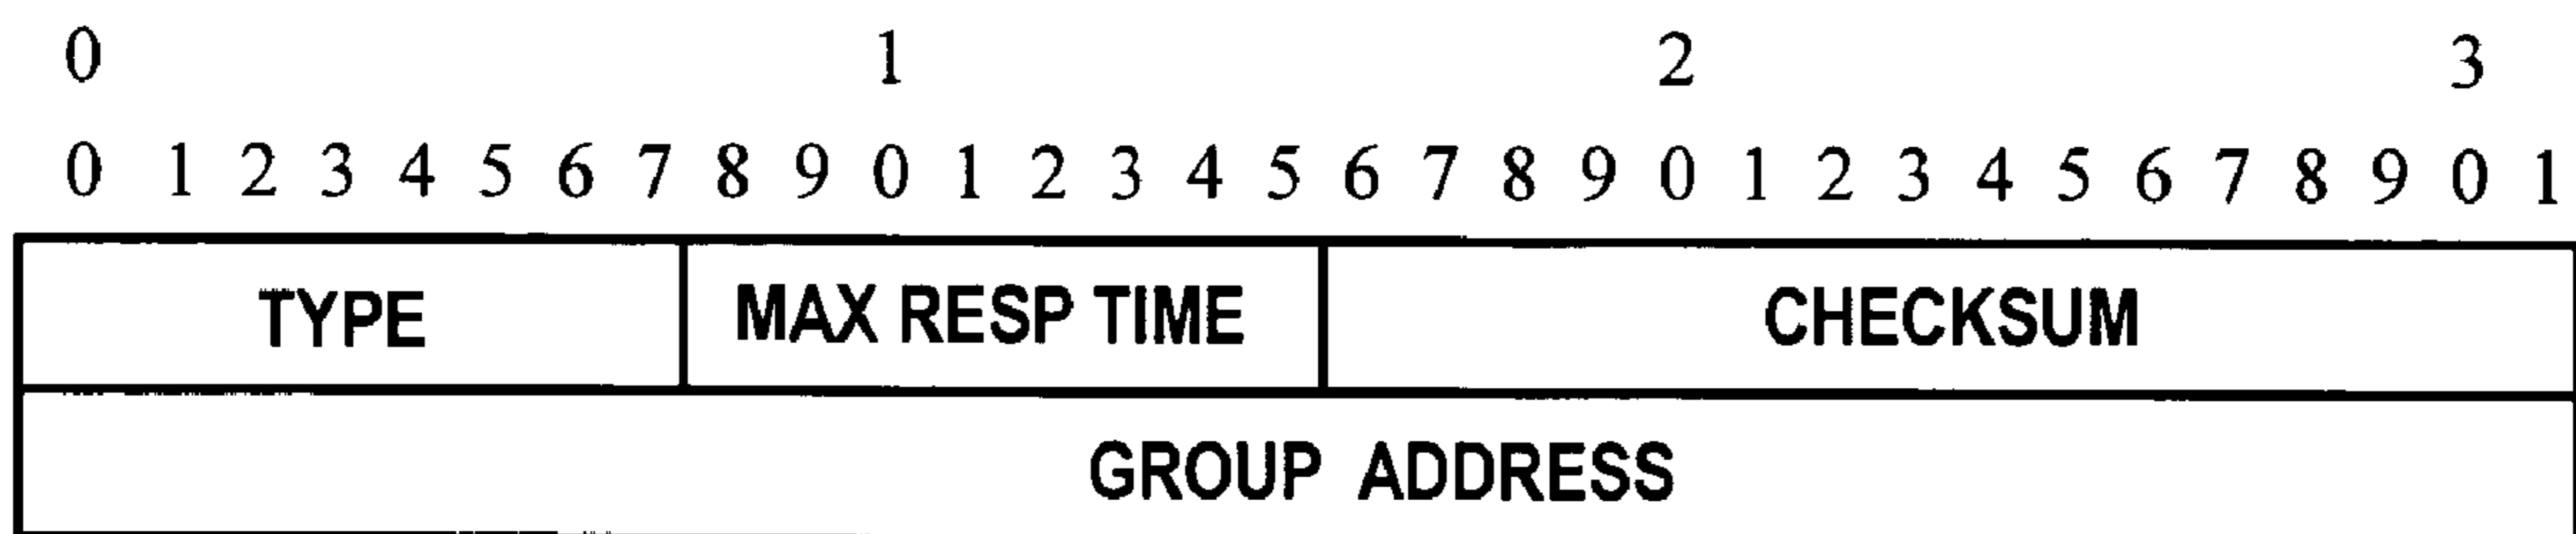 0 1 2 3
0 1 2 3 4 5 6 7 8 9 0 1 2 3 4 5 6 7 8 9 0 1 2 3 4 5 6 7 8 9 0 1
TYPE MAX RESP TIME CHECKSUM
GROUP ADDRESS